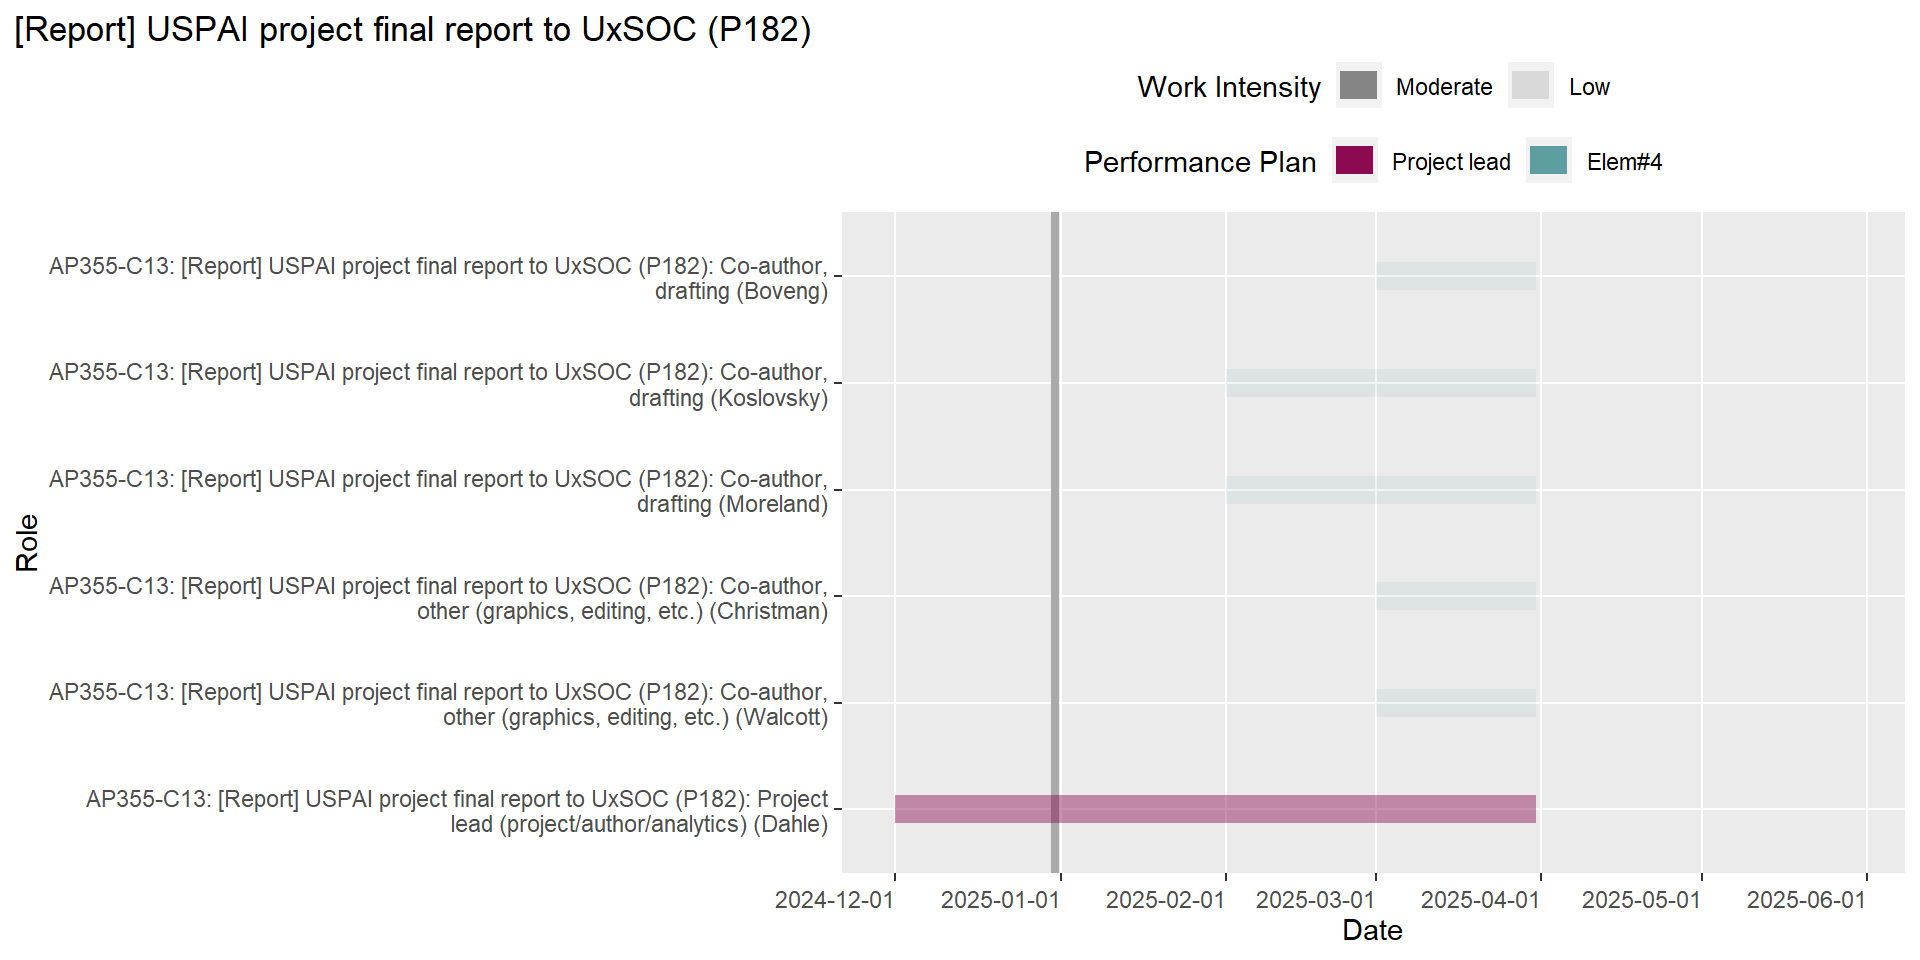 [Report] USPAI project final report to UxSOC (P182)
Work Intensity Moderate Low
Performance Plan Project lead Elem#4
AP355-C13: [Report] USPAI project final report to UxSOC (P182): Co-author,
drafting (Boveng)
AP355-C13: [Report] USPAI project final report to UxSOC (P182): Co-author,
drafting (Koslovsky)
AP355-C13: [Report] USPAI project final report to UxSOC (P182): Co-author,
drafting (Moreland)
Role
AP355-C13: [Report] USPAI project final report to UxSOC (P182): Co-author,
other (graphics, editing, etc.) (Christman)
AP355-C13: [Report] USPAI project final report to UxSOC (P182): Co-author,
other (graphics, editing, etc.) (Walcott)
AP355-C13: [Report] USPAI project final report to UxSOC (P182): Project
lead (project/author/analytics) (Dahle)
2024-12-01 2025-01-01 2025-02-01 2025-03-01 2025-04-01 2025-05-01 2025-06-01
Date